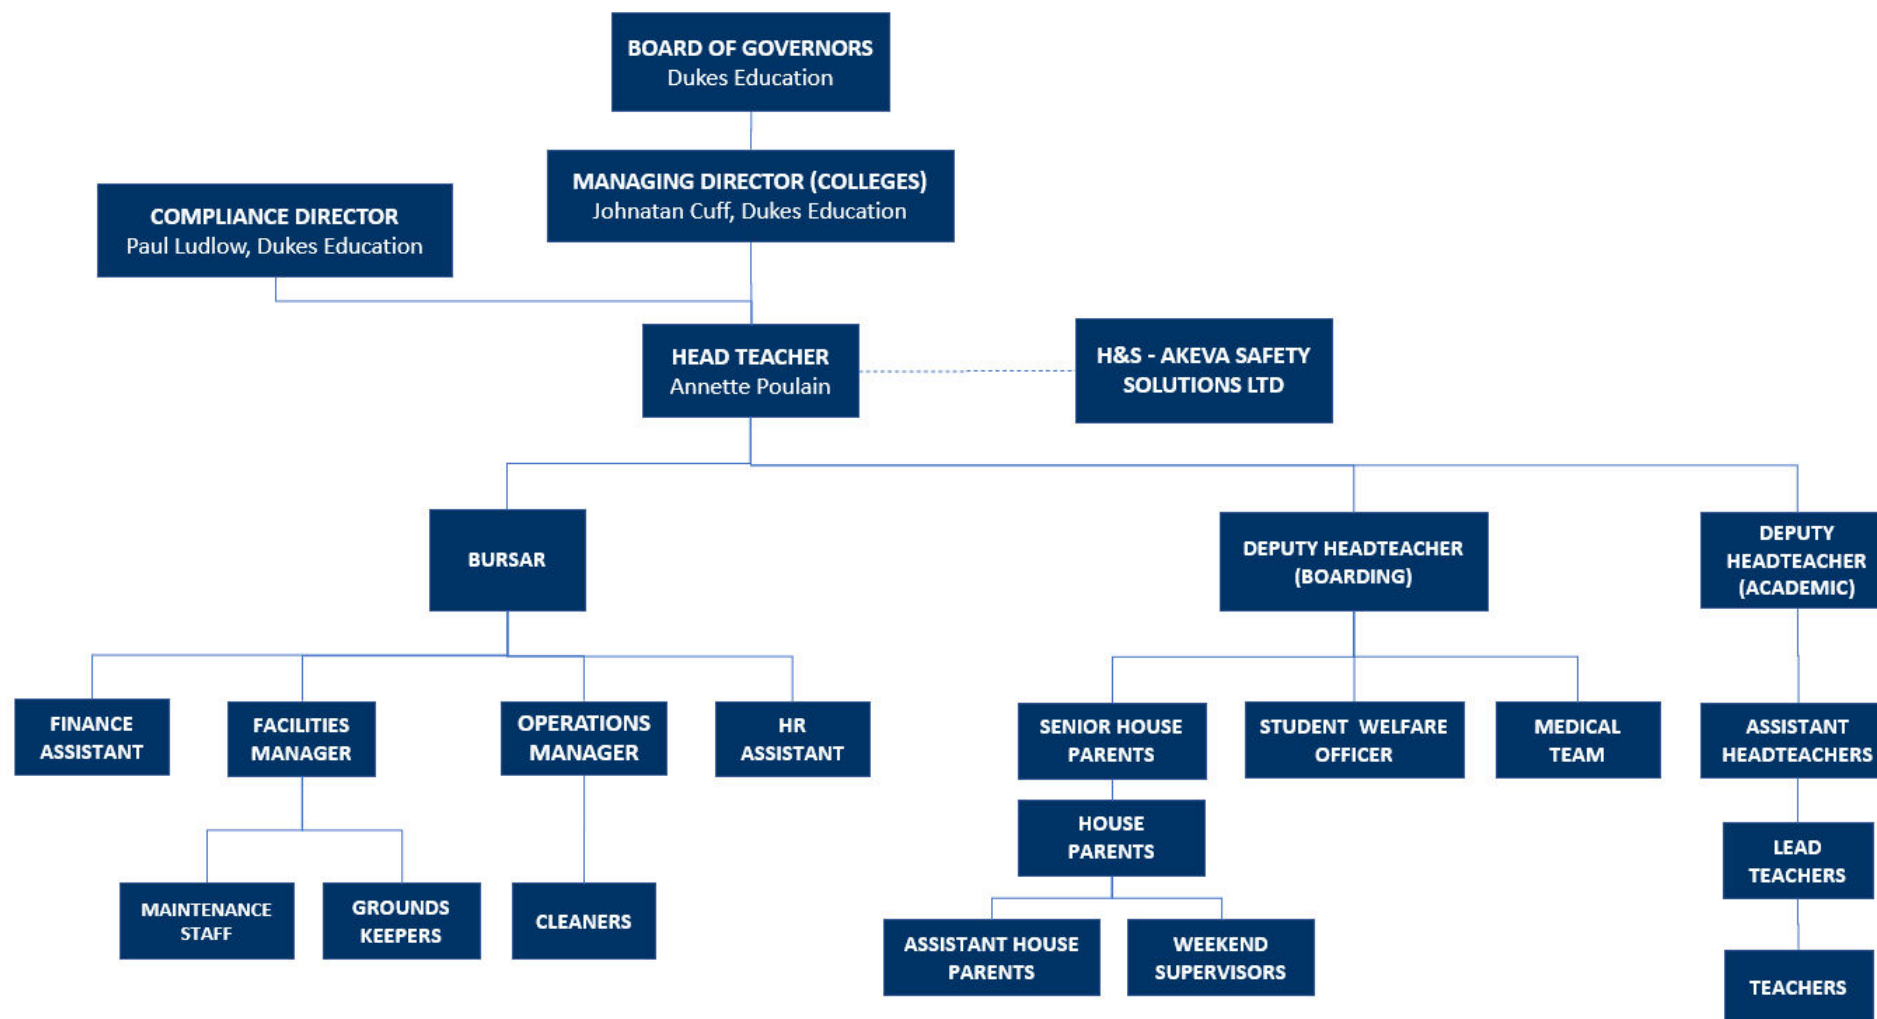 BOARD OF GOVERNORS
Dukes Education
MANAGING DIRECTOR (COLLEGES)
Johnatan Cuff, Dukes Education
COMPLIANCE DIRECTOR
Paul Ludlow, Dukes Education
HEAD TEACHER
Annette Poulain
H&S - AKEVA SAFETY
SOLUTIONS LTD
BURSAR
DEPUTY HEADTEACHER
(BOARDING)
DEPUTY
HEADTEACHER
(ACADEMIC)
FINANCE
ASSISTANT
FACILITIES
MANAGER
OPERATIONS
MANAGER
HR
ASSISTANT
SENIOR HOUSE
PARENTS
STUDENT WELFARE
OFFICER
MEDICAL
TEAM
ASSISTANT
HEADTEACHERS
HOUSE
PARENTS
LEAD
TEACHERS
MAINTENANCE
STAFF
GROUNDS
KEEPERS
CLEANERS
ASSISTANT HOUSE
PARENTS
WEEKEND
SUPERVISORS
TEACHERS